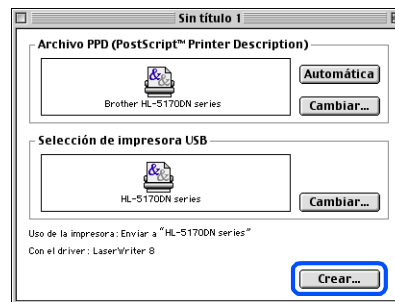 Sin título 1
Archivo PPD (PostScript™ Printer Description)
Brother HL-5170DN series
Automática
Cambiar...
Selección de impresora USB
HL-5170DN series
Cambiar...
Uso de la impresora: Enviar a "HL-5170DN series"
Con el driver: LaserWriter 8
Crear...